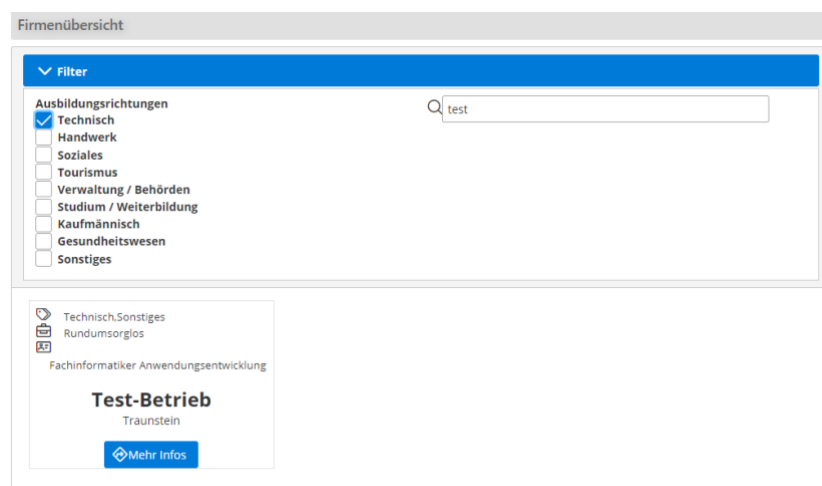 Firmenübersicht
Filter
Ausbildungsrichtungen
Technisch
Handwerk
Soziales
Tourismus
Verwaltung / Behörden
Studium / Weiterbildung
Kaufmännisch
Gesundheitswesen
Sonstiges
test
Technisch,Sonstiges
Rundumsorglos
Fachinformatiker Anwendungsentwicklung
Test-Betrieb
Traunstein
Mehr Infos